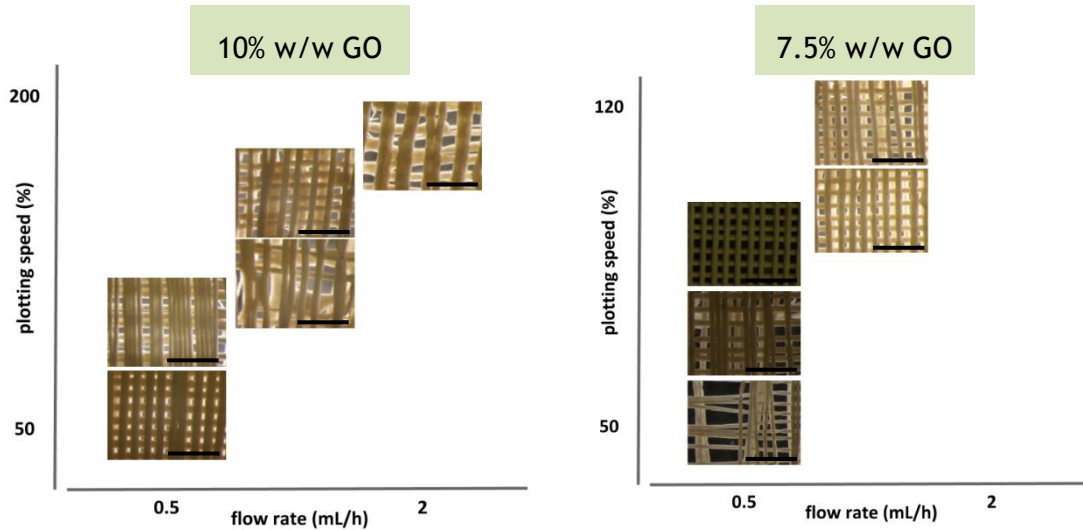 10% w/w GO
200
plotting speed (%)
50
0.5
2
flow rate (mL/h)
7.5% w/w GO
120
plotting speed (%)
50
0.5
2
flow rate (mL/h)